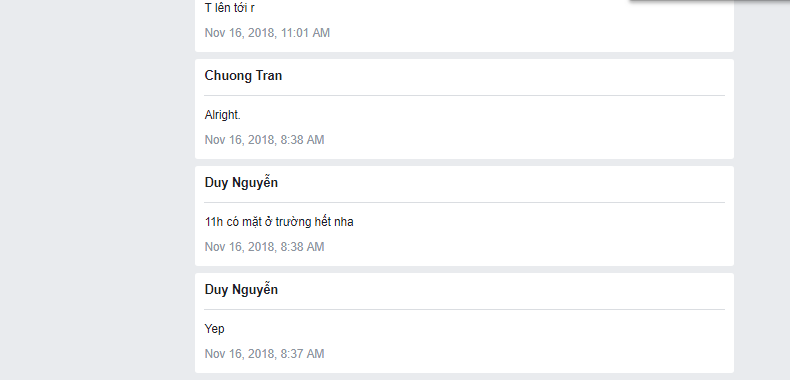 T lên tới r
Nov 16, 2018, 11:01 AM
Chuong Tran
Alright.
Nov 16, 2018, 8:38 AM
Duy Nguyễn
11h có mặt ở trường hết nha
Nov 16, 2018, 8:38 AM
Duy Nguyễn
Yep
Nov 16, 2018, 8:37 AM